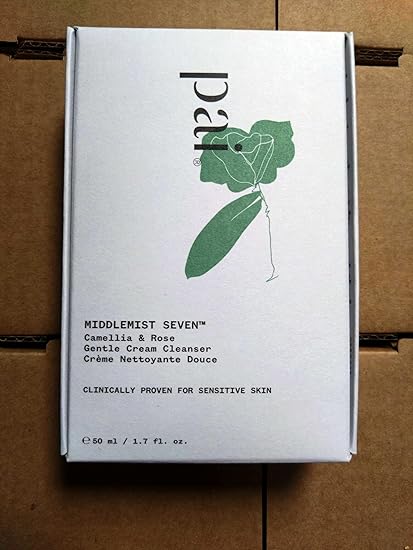 pai®
MIDDLEMIST SEVEN™
Camellia & Rose
Gentle Cream Cleanser
Crème Nettoyante Douce
CLINICALLY PROVEN FOR SENSITIVE SKIN
℮50 ml / 1.7 fl. oz.